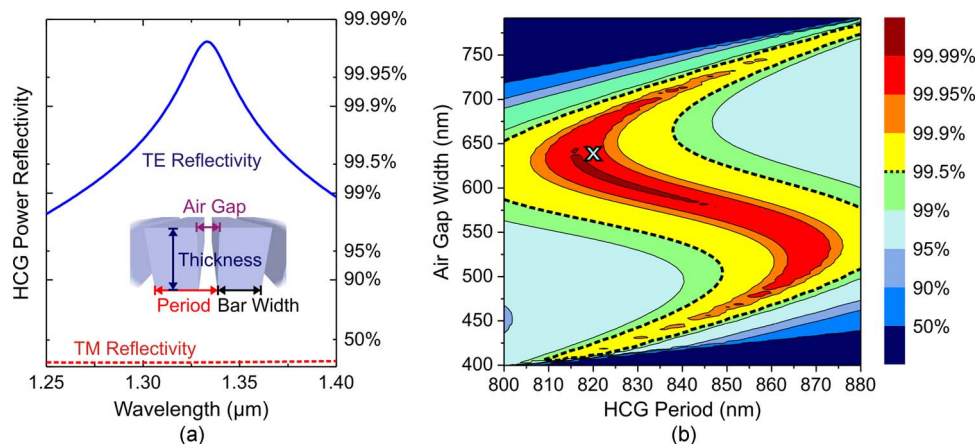 (a)
HCG Power Reflectivity
99.99%
99.95%
99.9%
99.5%
99%
95%
90%
50%
TE Reflectivity
Air Gap
Thickness
Period
Bar Width
TM Reflectivity
1.25
1.30
1.35
1.40
Wavelength (μm)
(a)
Air Gap Width (nm)
750
700
650
600
550
500
450
400
X
800 810 820 830 840 850 860 870 880
HCG Period (nm)
(b)
99.99%
99.95%
99.9%
99.5%
99%
95%
90%
50%